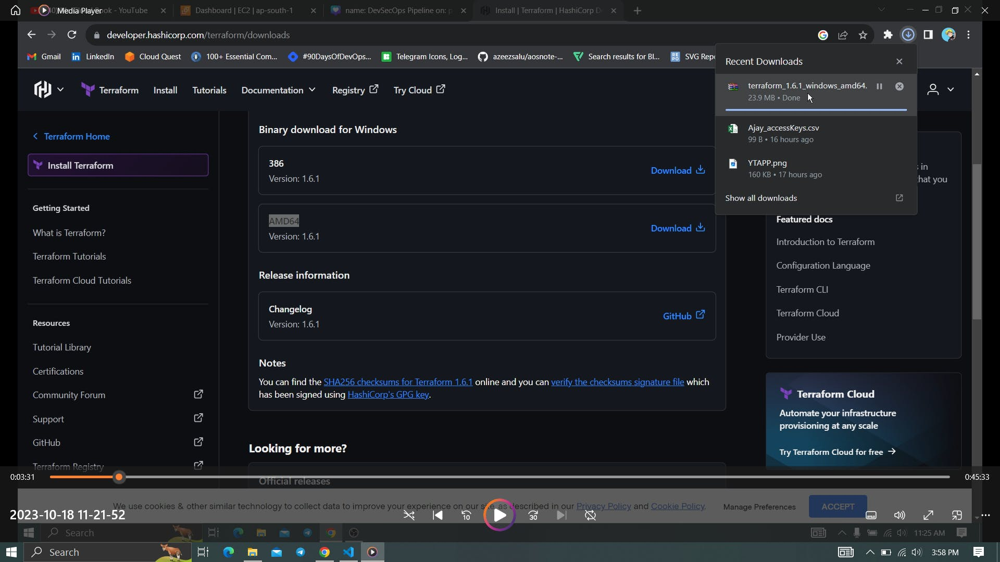 Media Player
ook - YouTube
Dashboard | EC2 | ap-south-1
name: DevSecOps Pipeline on: p
Install | Terraform | HashiCorp D
developer.hashicorp.com/terraform/downloads
Gmail
LinkedIn
Cloud Quest
100+ Essential Com...
#90DaysOfDevOps...
Telegram Icons, Log...
azeezsalu/aosnote-...
Search results for Bl...
SVG Repo
Recent Downloads
terraform_1.6.1_windows_amd64.
23.9 MB • Done
Ajay_accessKeys.csv
99 B • 16 hours ago
YTAPP.png
160 KB • 17 hours ago
Show all downloads
Terraform
Install
Tutorials
Documentation
Registry
Try Cloud
Terraform Home
Install Terraform
Getting Started
What is Terraform?
Terraform Tutorials
Terraform Cloud Tutorials
Resources
Tutorial Library
Certifications
Community Forum
Support
GitHub
Terraform Registry
Binary download for Windows
386
Version: 1.6.1
Download
AMD64
Version: 1.6.1
Download
Release information
Changelog
Version: 1.6.1
GitHub
Notes
You can find the SHA256 checksums for Terraform 1.6.1 online and you can verify the checksums signature file which
has been signed using HashiCorp's GPG key.
Looking for more?
Official releases
in
that you
Featured docs
Introduction to Terraform
Configuration Language
Terraform CLI
Terraform Cloud
Provider Use
Terraform Cloud
Automate your infrastructure
provisioning at any scale
Try Terraform Cloud for free →
0:03:31
0:45:33
We use cookies & other similar technology to collect data to improve your experience on our site, as described in our Privacy Policy and Cookie Policy.
Manage Preferences
ACCEPT
2023-10-18 11-21-52
10
30
Search
11:25 AM
Search
3:58 PM